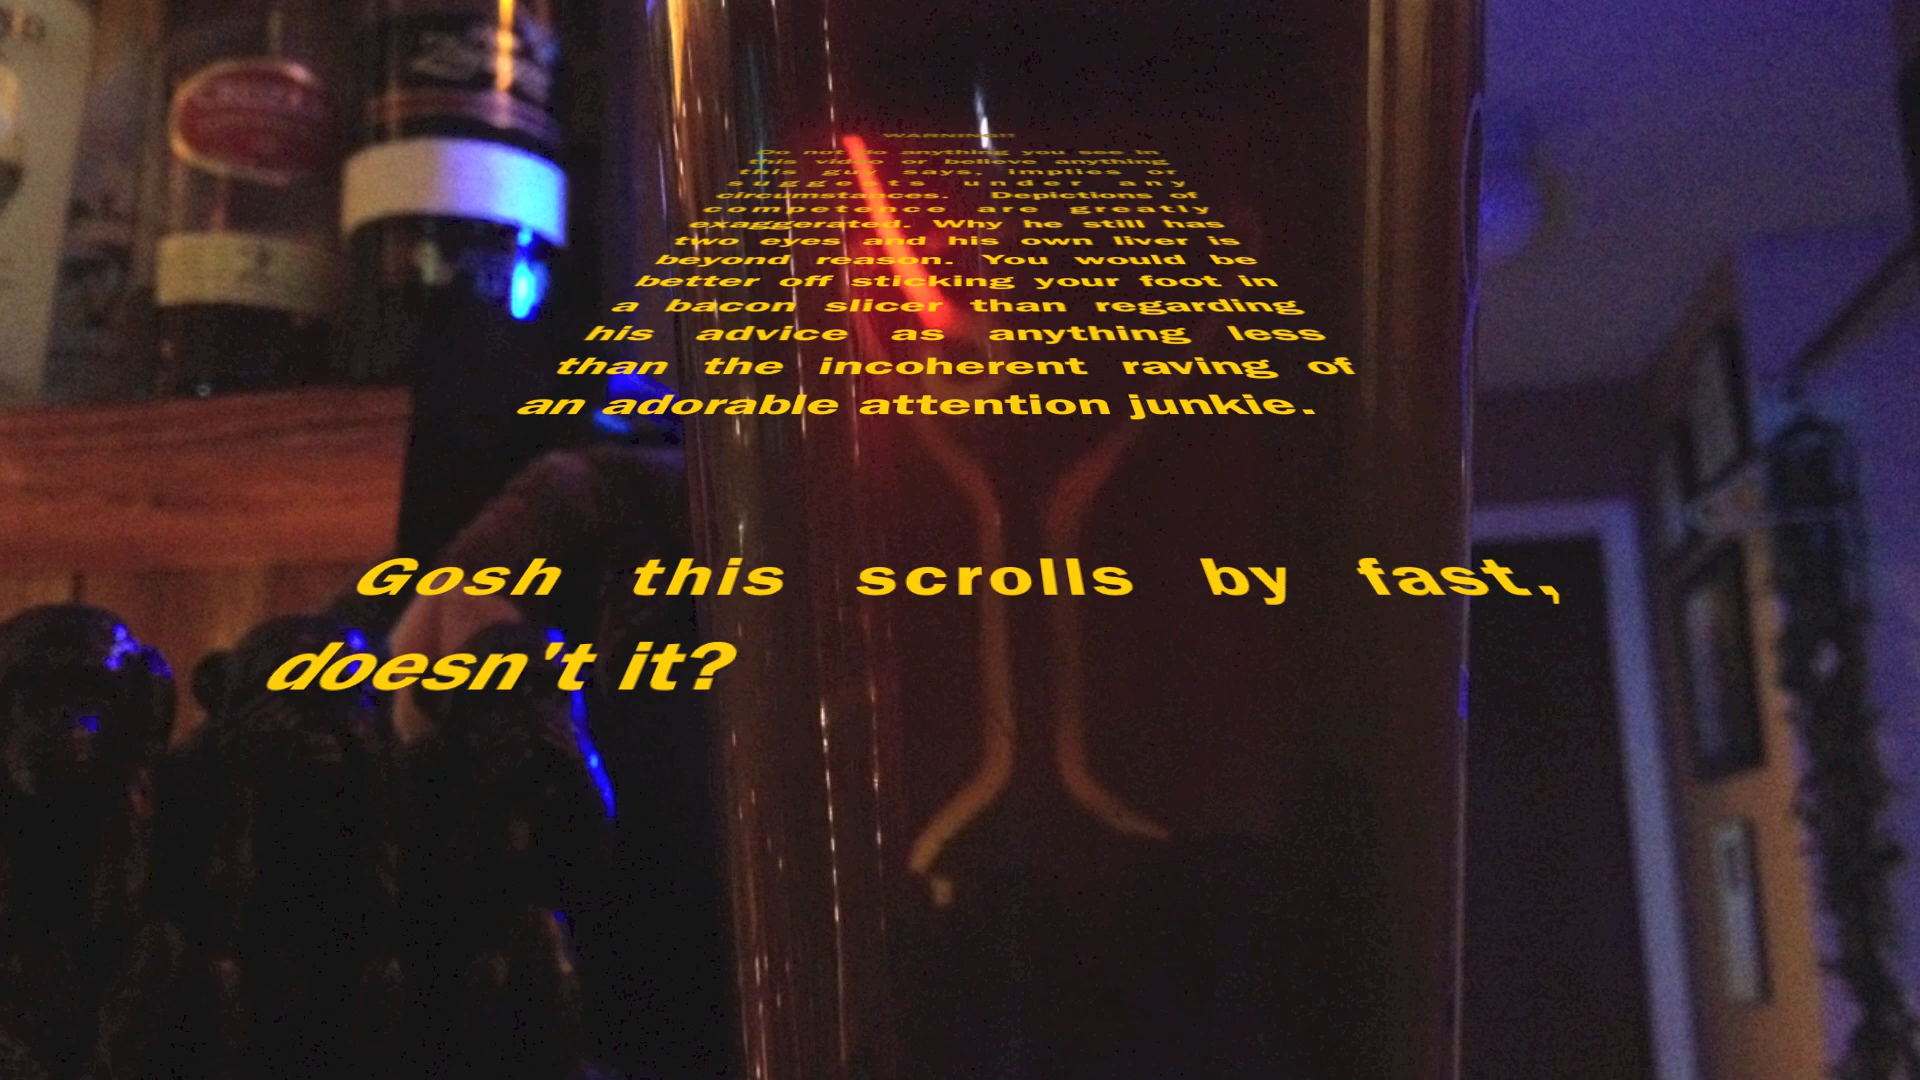 WARNING!!
Do not do anything you see in
this video or believe anything
this guy says, implies or
suggests under any
circumstances. Depictions of
competence are greatly
exaggerated. Why he still has
two eyes and his own liver is
beyond reason. You would be
better off sticking your foot in
a bacon slicer than regarding
his advice as anything less
than the incoherent raving of
an adorable attention junkie.
Gosh this scrolls by fast,
doesn't it?